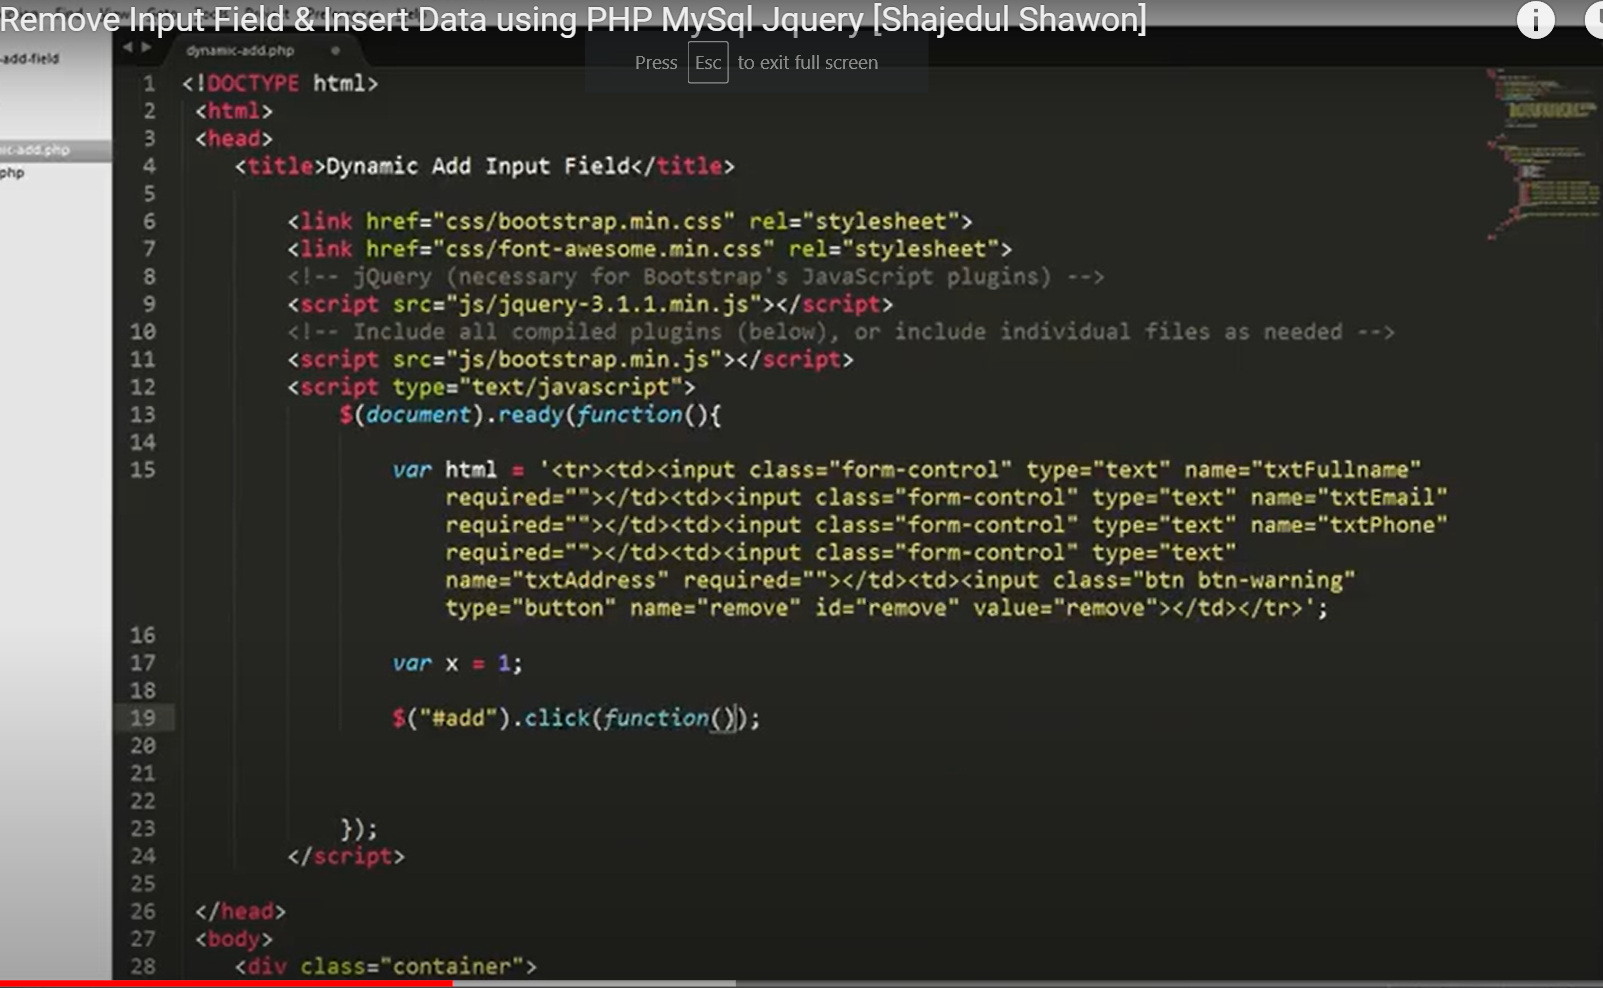 Remove Input Field & Insert Data using PHP MySql Jquery [Shajedul Shawon]
Press Esc to exit full screen
-add-field
ic-add.php
php
dynamic-add.php
1 <!DOCTYPE html>
2 <html>
3 <head>
4 <title>Dynamic Add Input Field</title>
5
6 <link href="css/bootstrap.min.css" rel="stylesheet">
7 <link href="css/font-awesome.min.css" rel="stylesheet">
8 <!-- jQuery (necessary for Bootstrap's JavaScript plugins) -->
9 <script src="js/jquery-3.1.1.min.js"></script>
10 <!-- Include all compiled plugins (below), or include individual files as needed -->
11 <script src="js/bootstrap.min.js"></script>
12 <script type="text/javascript">
13 $(document).ready(function(){
14
15 var html = '<tr><td><input class="form-control" type="text" name="txtFullname"
required=""></td><td><input class="form-control" type="text" name="txtEmail"
required=""></td><td><input class="form-control" type="text" name="txtPhone"
required=""></td><td><input class="form-control" type="text"
name="txtAddress" required=""></td><td><input class="btn btn-warning"
type="button" name="remove" id="remove" value="remove"></td></tr>';
16
17 var x = 1;
18
19 $("#add").click(function());
20
21
22
23 });
24 </script>
25
26 </head>
27 <body>
28 <div class="container">